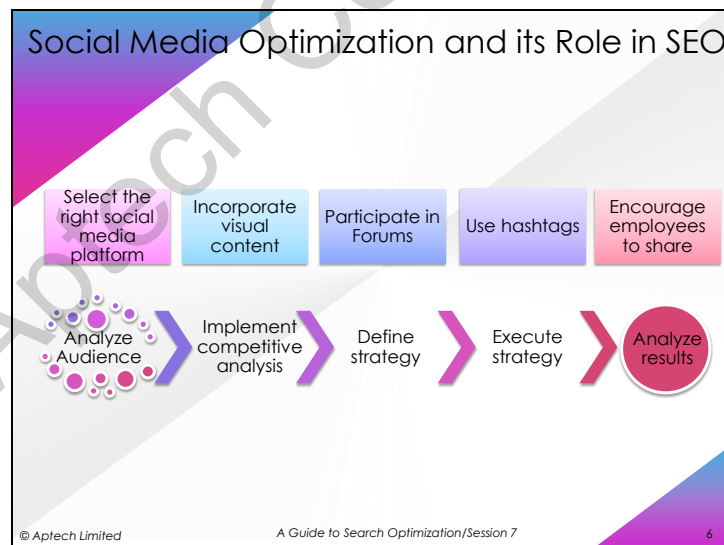 Social Media Optimization and its Role in SEO
Select the
right social
media
platform
Incorporate
visual
content
Participate in
Forums
Use hashtags
Encourage
employees
to share
Analyze
Audience
Implement
competitive
analysis
Define
strategy
Execute
strategy
Analyze
results
© Aptech Limited
A Guide to Search Optimization/Session 7
6
Aptech